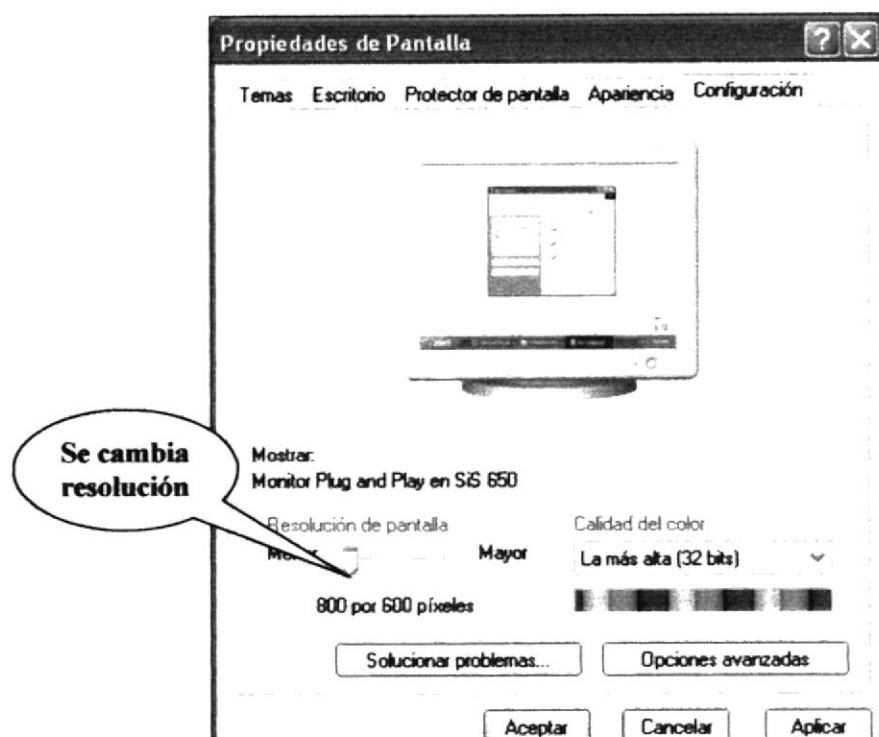 Propiedades de Pantalla
Temas Escritorio Protector de pantalla Apariencia Configuración
Se cambia
resolución
Mostrar:
Monitor Plug and Play en SiS 650
Resolución de pantalla Calidad del color
Mayor La más alta (32 bits)
800 por 600 píxeles
Solucionar problemas... Opciones avanzadas
Aceptar Cancelar Aplicar